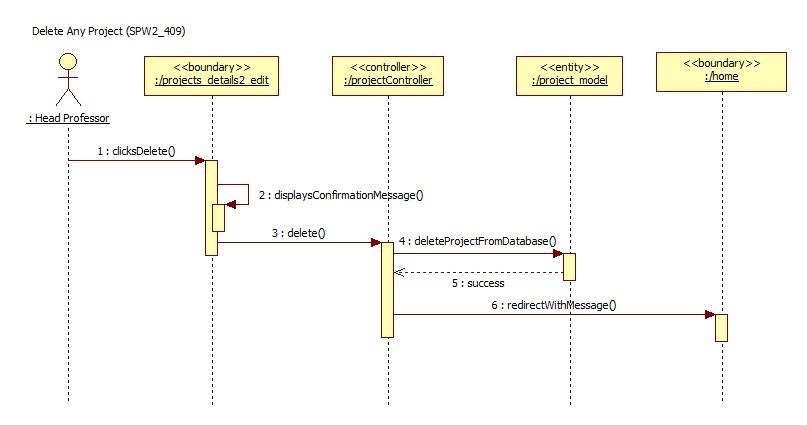 Delete Any Project (SPW2_409)
<<boundary>>
:/projects_details2_edit
<<controller>>
:/projectController
<<entity>>
:/project_model
<<boundary>>
:/home
: Head Professor
1 : clicksDelete()
2 : displaysConfirmationMessage()
3 : delete()
4 : deleteProjectFromDatabase()
5 : success
6 : redirectWithMessage()